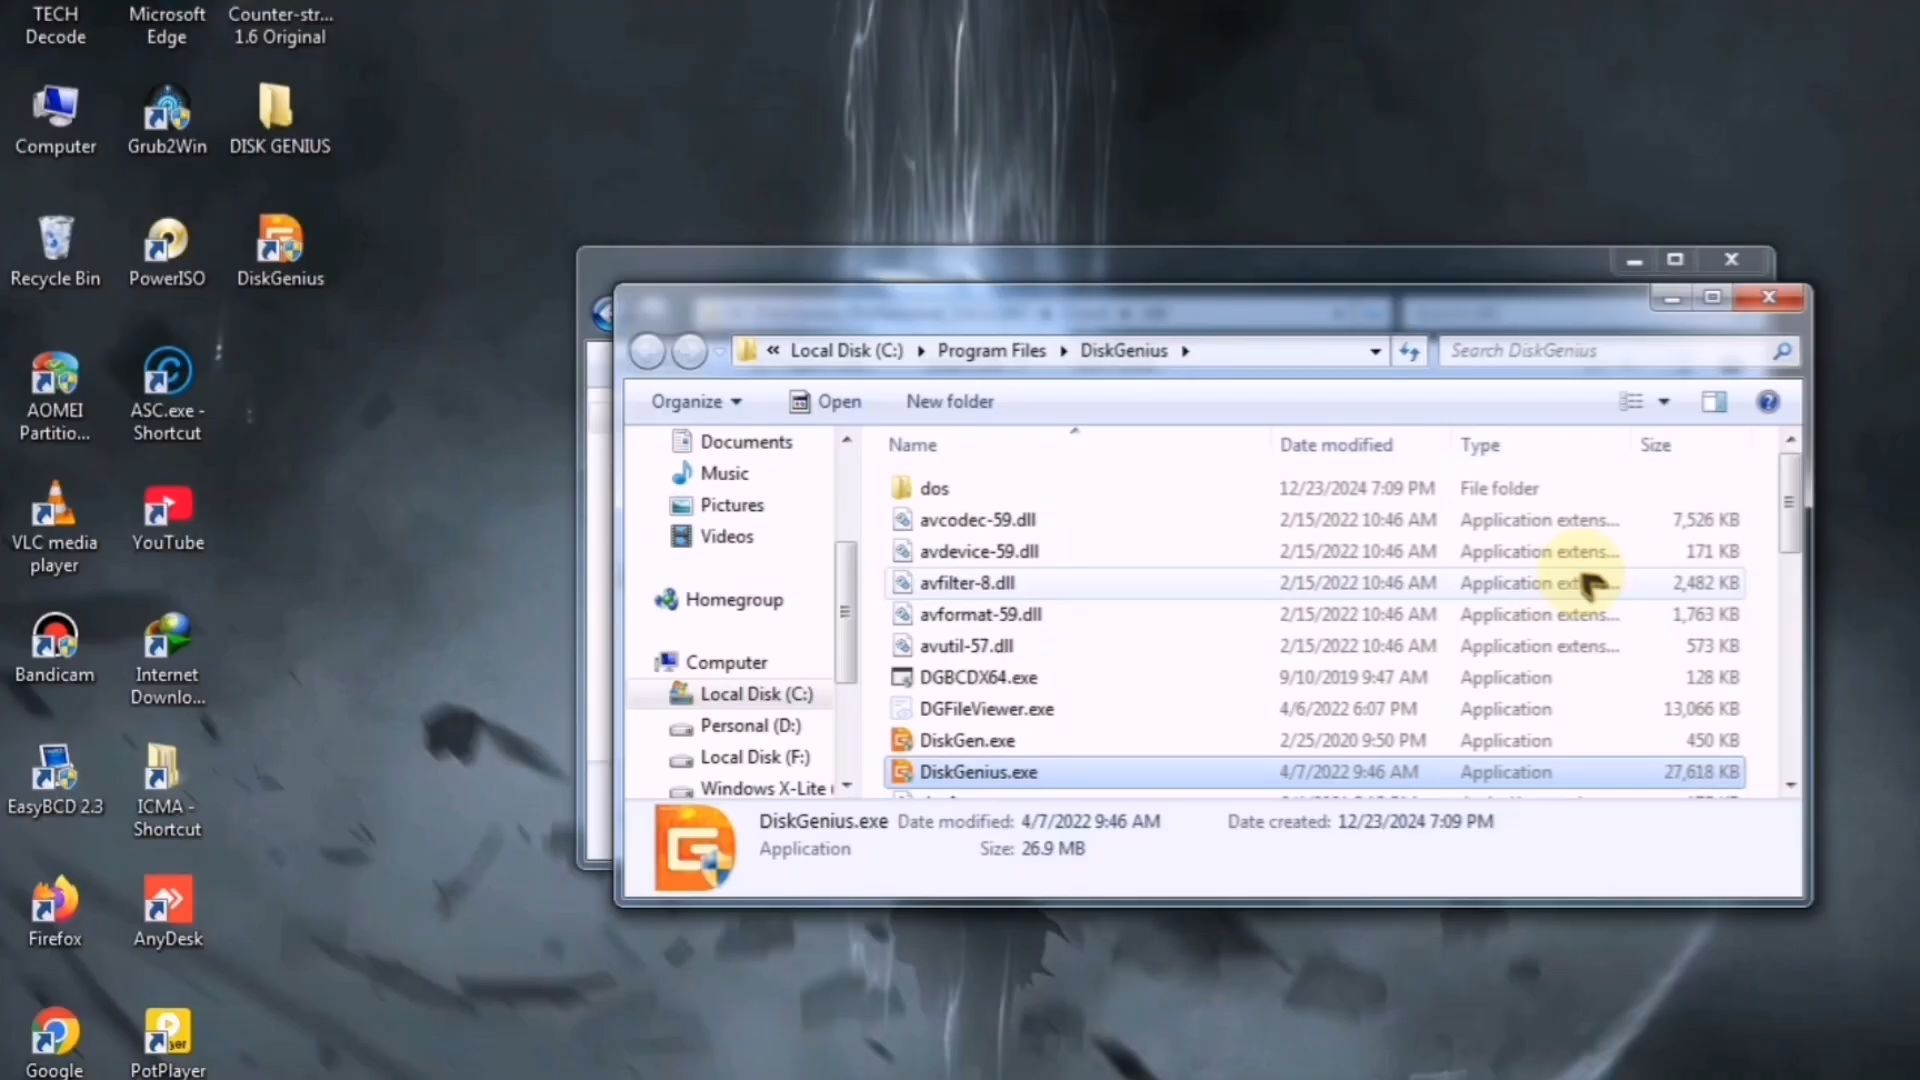 TECH
Decode
Microsoft
Edge
Counter-str...
1.6 Original
Computer
Grub2Win
DISK GENIUS
Recycle Bin
PowerISO
DiskGenius
AOMEI
Partitio...
ASC.exe -
Shortcut
VLC media
player
YouTube
Bandicam
Internet
Downlo...
EasyBCD 2.3
ICMA -
Shortcut
Firefox
AnyDesk
Google
PotPlayer
« Local Disk (C:) Program Files DiskGenius
Search DiskGenius
Organize Open New folder
Documents
Music
Pictures
Videos
Homegroup
Computer
Local Disk (C:)
Personal (D:)
Local Disk (F:)
Windows X-Lite
Name Date modified Type Size
dos 12/23/2024 7:09 PM File folder
avcodec-59.dll 2/15/2022 10:46 AM Application extens... 7,526 KB
avdevice-59.dll 2/15/2022 10:46 AM Application extens... 171 KB
avfilter-8.dll 2/15/2022 10:46 AM Application ext... 2,482 KB
avformat-59.dll 2/15/2022 10:46 AM Application extens... 1,763 KB
avutil-57.dll 2/15/2022 10:46 AM Application extens... 573 KB
DGBCDX64.exe 9/10/2019 9:47 AM Application 128 KB
DGFileViewer.exe 4/6/2022 6:07 PM Application 13,066 KB
DiskGen.exe 2/25/2020 9:50 PM Application 450 KB
DiskGenius.exe 4/7/2022 9:46 AM Application 27,618 KB
DiskGenius.exe Date modified: 4/7/2022 9:46 AM Date created: 12/23/2024 7:09 PM
Application Size: 26.9 MB